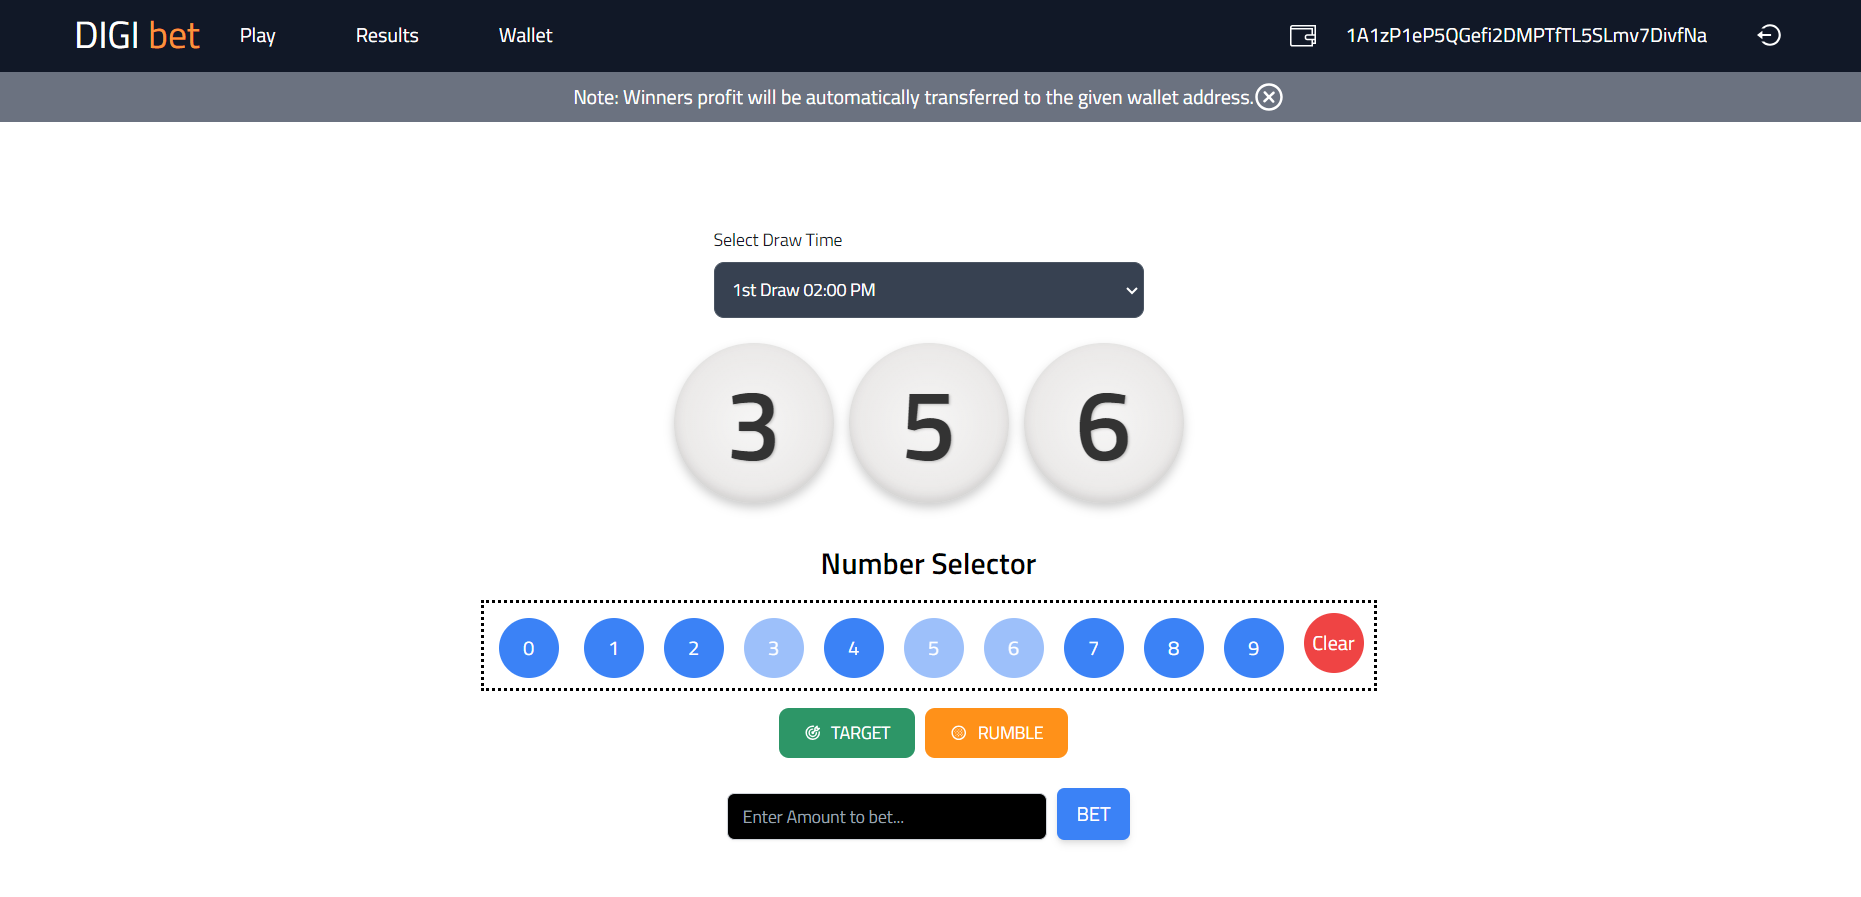 DIGI bet Play Results Wallet 1A1zP1eP5QGefi2DMPTfTL5SLmv7DivfNa
Note: Winners profit will be automatically transferred to the given wallet address.
Select Draw Time
1st Draw 02:00 PM
3 5 6
Number Selector
0 1 2 3 4 5 6 7 8 9 Clear
TARGET RUMBLE
Enter Amount to bet... BET